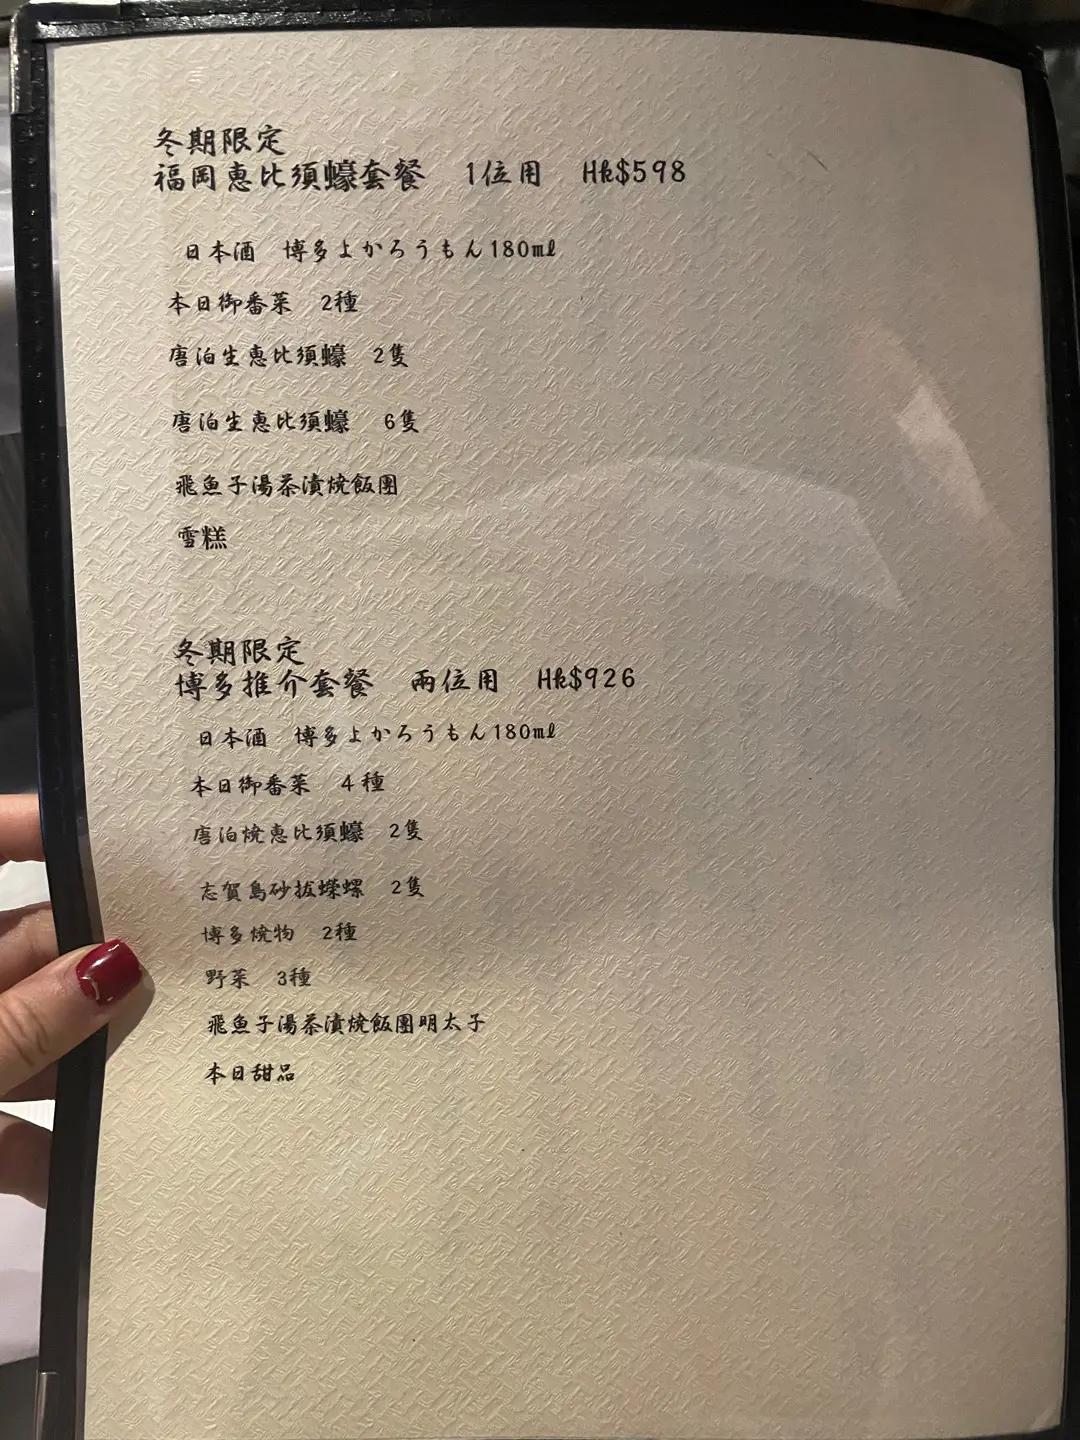 冬期限定
福岡恵比須蠔套餐　1位用　HK$598
日本酒　博多よかろうもん180ml
本日御番菜　2種
唐泊生恵比須蠔　2隻
唐泊生恵比須蠔　6隻
飛魚子湯茶漬焼飯團
雪糕
冬期限定
博多推介套餐　兩位用　HK$926
日本酒　博多よかろうもん180ml
本日御番菜　4種
唐泊焼恵比須蠔　2隻
志賀島砂拔蠑螺　2隻
博多焼物　2種
野菜　3種
飛魚子湯茶漬焼飯團明太子
本日甜品